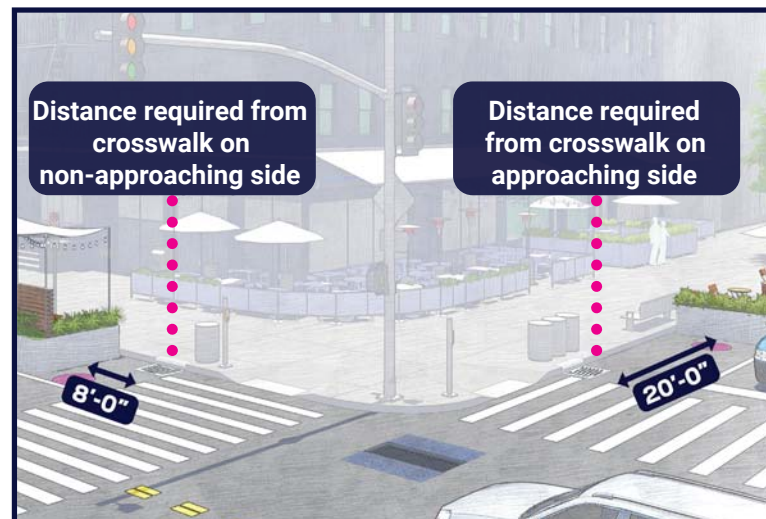 Distance required from
crosswalk on
non-approaching side
Distance required
from crosswalk on
approaching side
8'-0"
20'-0"